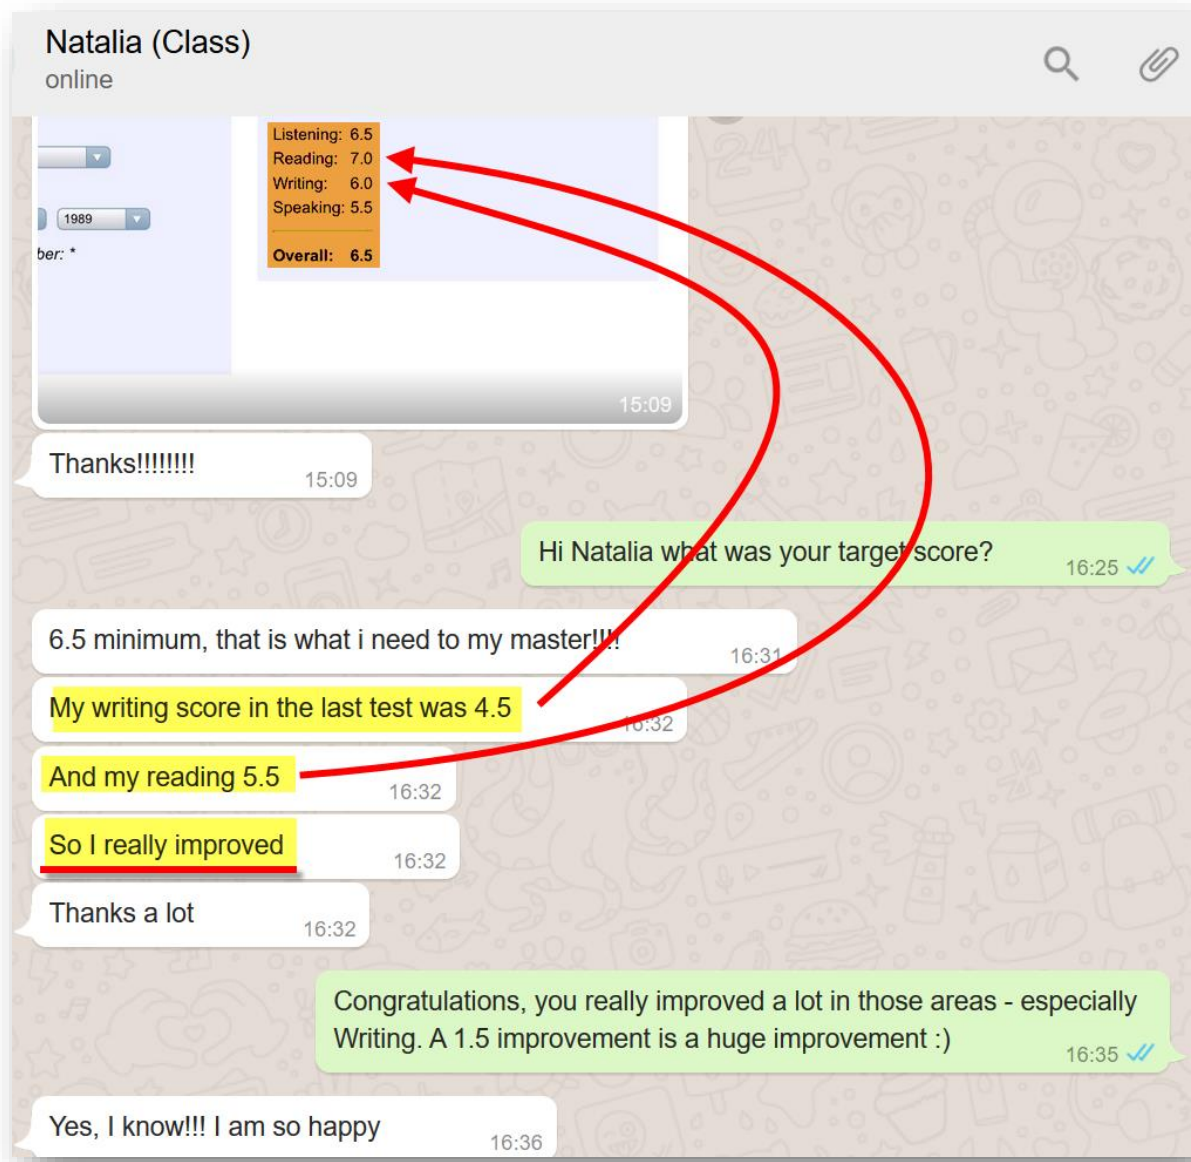 Natalia (Class)
online
Listening: 6.5
Reading: 7.0
Writing: 6.0
Speaking: 5.5
Overall: 6.5
1989
ber: *
15:09
Thanks!!!!!!!!
15:09
Hi Natalia what was your target score?
16:25
6.5 minimum, that is what i need to my master!!!!
16:31
My writing score in the last test was 4.5
16:32
And my reading 5.5
16:32
So I really improved
16:32
Thanks a lot
16:32
Congratulations, you really improved a lot in those areas - especially
Writing. A 1.5 improvement is a huge improvement :)
16:35
Yes, I know!!! I am so happy
16:36